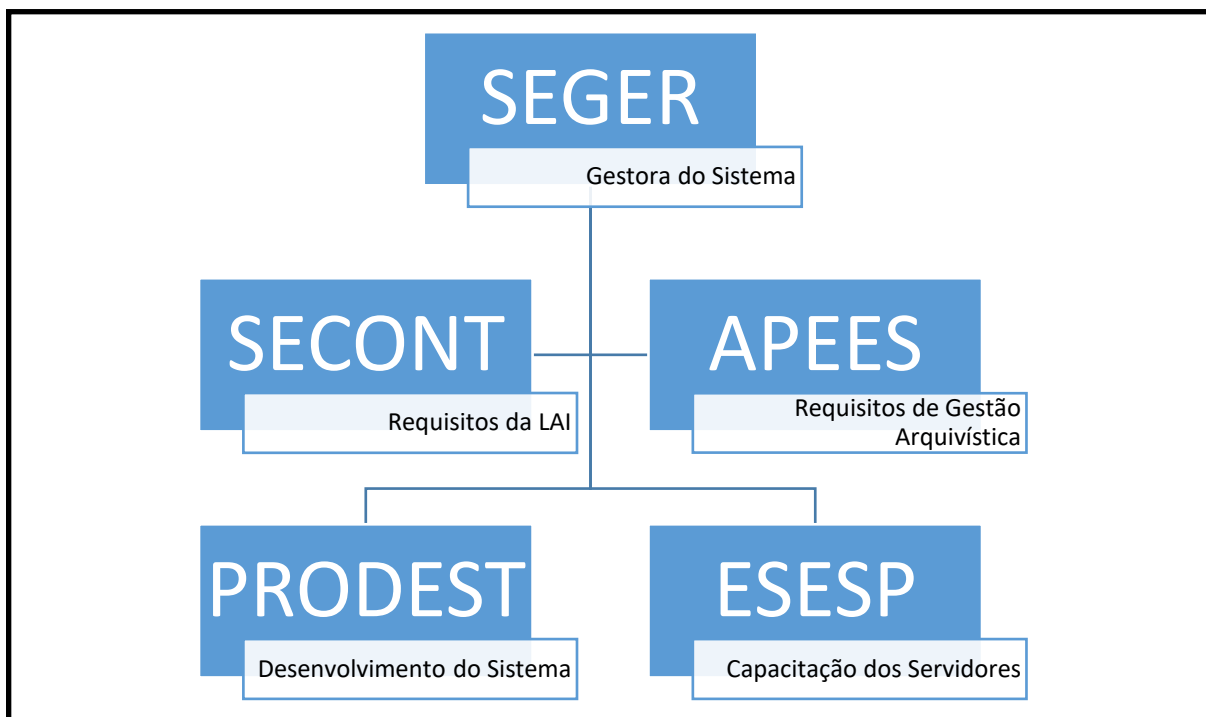 SEGER
Gestora do Sistema
SECONT
Requisitos da LAI
APEES
Requisitos de Gestão
Arquivística
PRODEST
Desenvolvimento do Sistema
ESESP
Capacitação dos Servidores